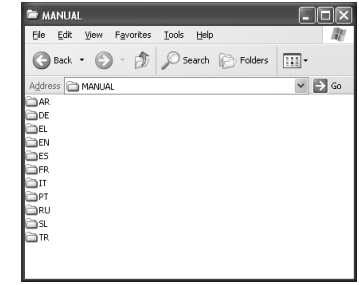 MANUAL
File Edit View Favorites Tools Help
Back Search Folders
Address MANUAL Go
AR
DE
EL
EN
ES
FR
IT
PT
RU
SL
TR